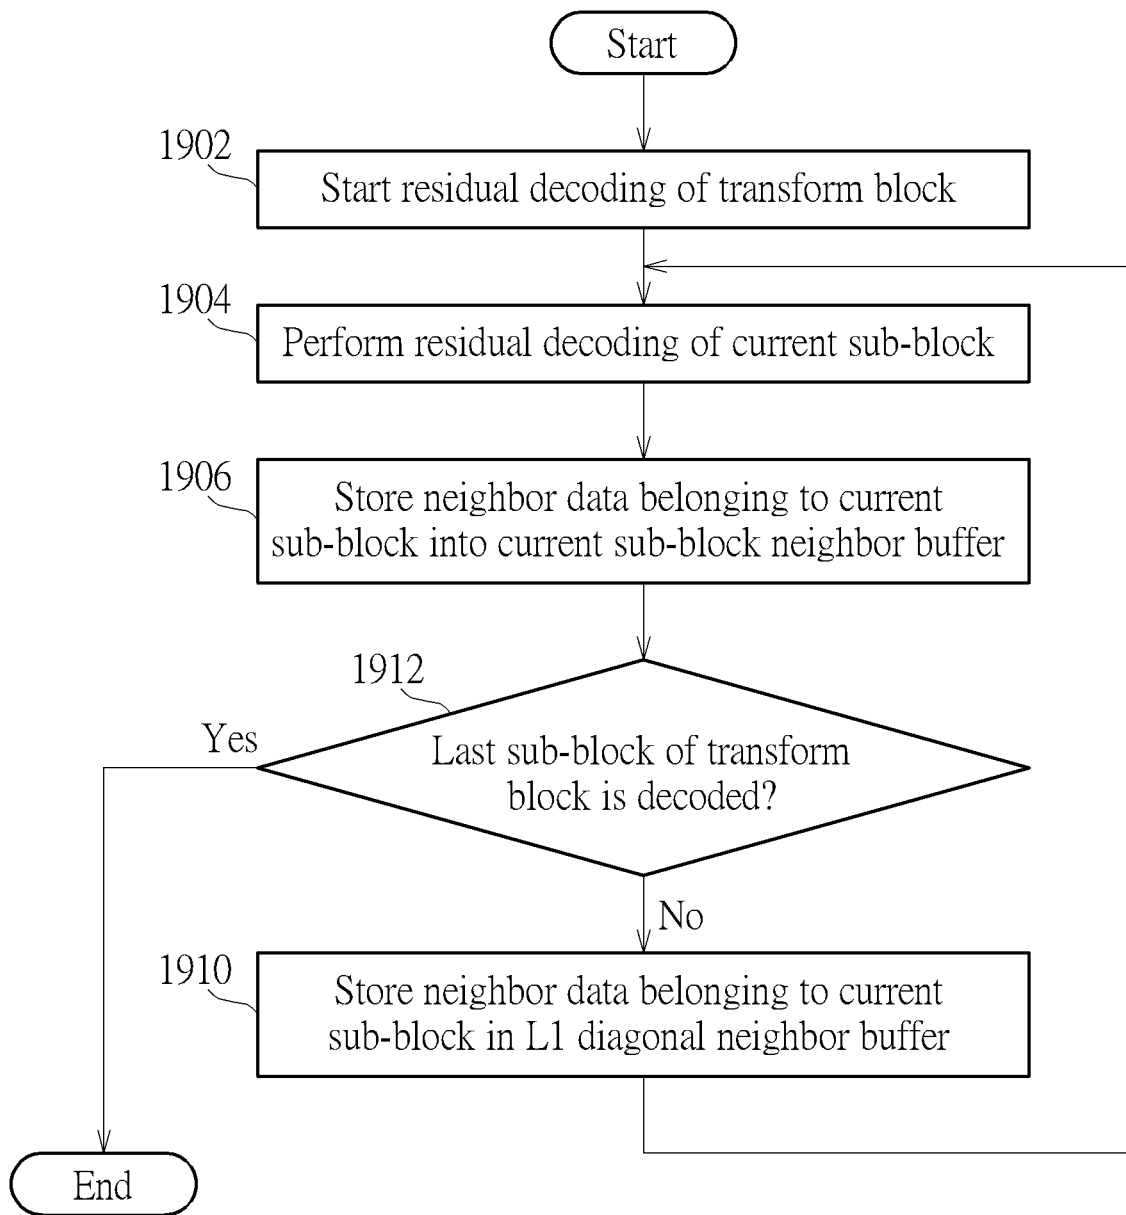 Start
1902
Start residual decoding of transform block
1904
Perform residual decoding of current sub-block
1906
Store neighbor data belonging to current
sub-block into current sub-block neighbor buffer
1912
Yes
Last sub-block of transform
block is decoded?
No
1910
Store neighbor data belonging to current
sub-block in L1 diagonal neighbor buffer
End